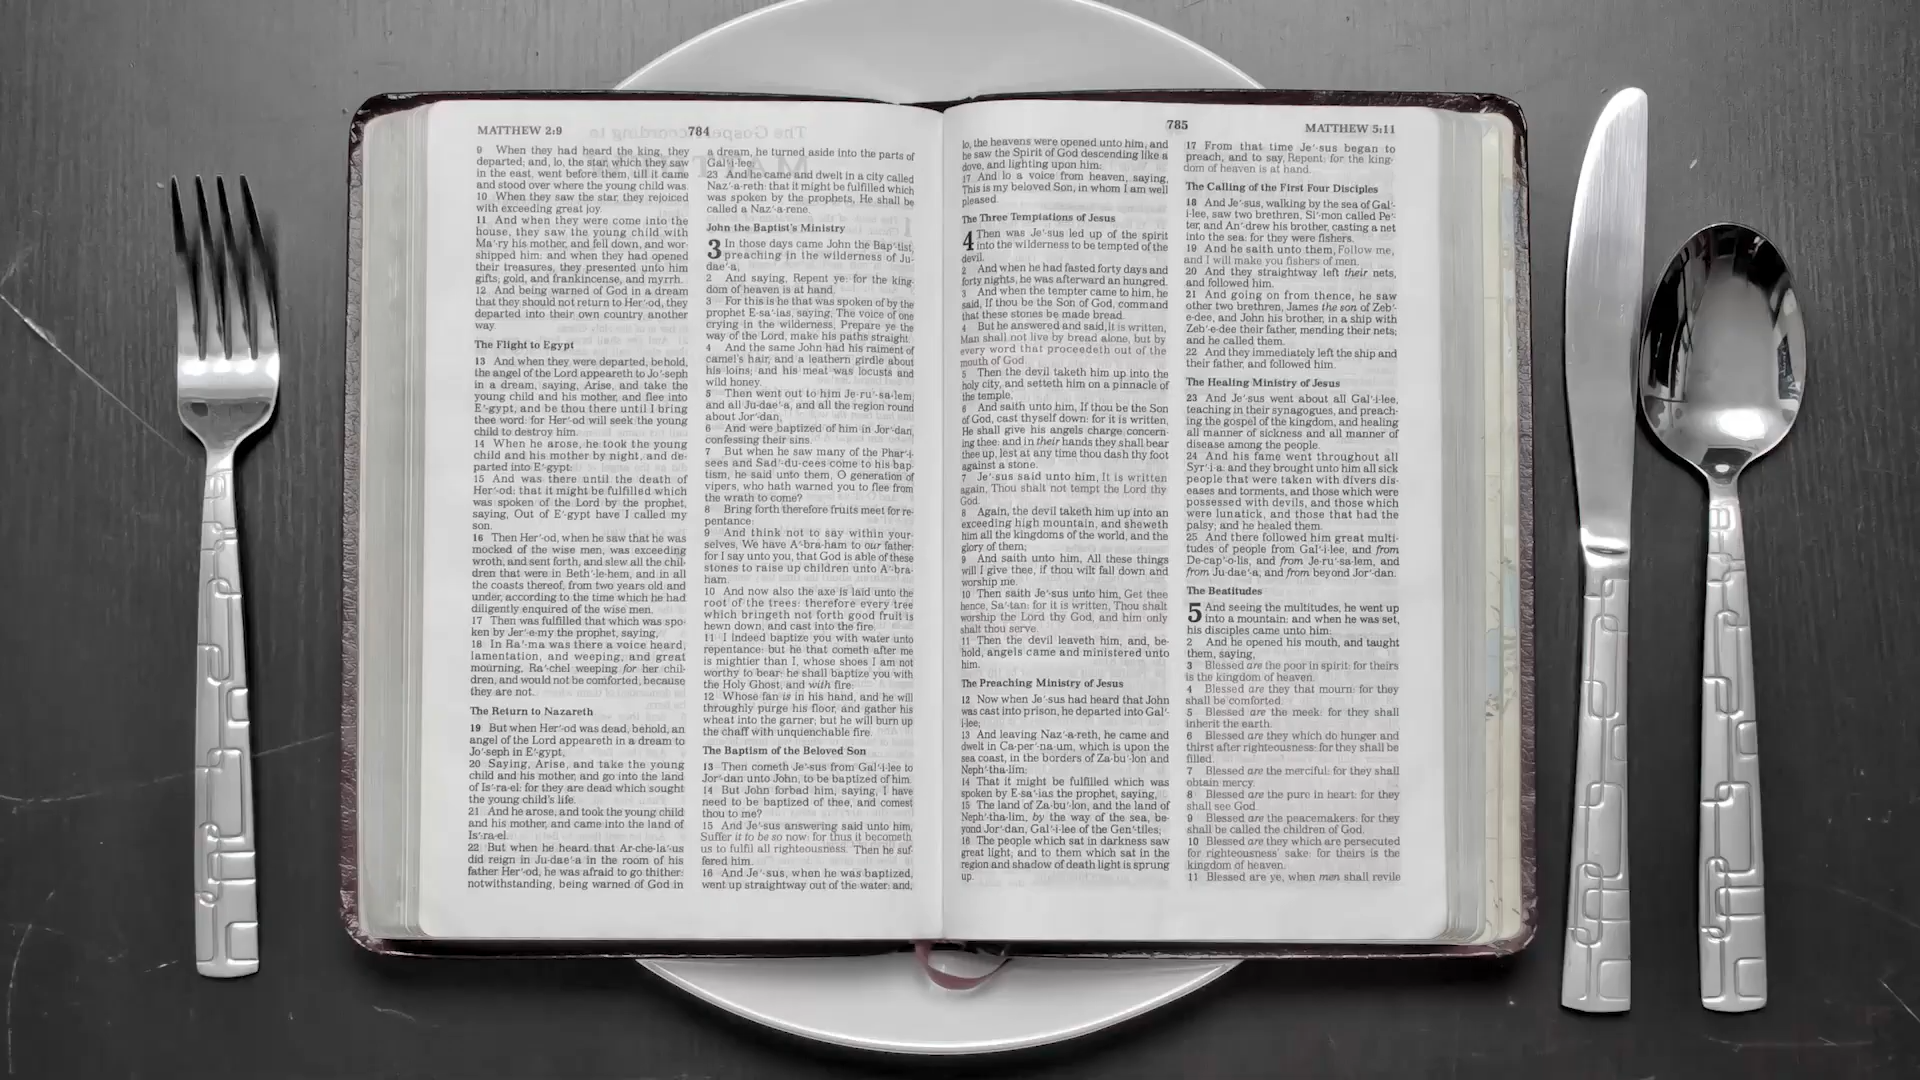 MATTHEW 2:9
784
9 When they had heard the king, they
departed; and, lo, the star, which they saw
in the east, went before them, till it came
and stood over where the young child was.
10 When they saw the star, they rejoiced
with exceeding great joy.
11 And when they were come into the
house, they saw the young child with
Ma´ry his mother, and fell down, and wor-
shipped him: and when they had opened
their treasures, they presented unto him
gifts; gold, and frankincense, and myrrh.
12 And being warned of God in a dream
that they should not return to Her´-od, they
departed into their own country another
way.
The Flight to Egypt
13 And when they were departed, behold,
the angel of the Lord appeareth to Jo´-seph
in a dream, saying, Arise, and take the
young child and his mother, and flee into
E´-gypt, and be thou there until I bring
thee word: for Her´-od will seek the young
child to destroy him.
14 When he arose, he took the young
child and his mother by night, and de-
parted into E´-gypt:
15 And was there until the death of
Her´-od: that it might be fulfilled which
was spoken of the Lord by the prophet,
saying, Out of E´-gypt have I called my
son.
16 Then Her´-od, when he saw that he was
mocked of the wise men, was exceeding
wroth, and sent forth, and slew all the chil-
dren that were in Beth´-le-hem, and in all
the coasts thereof, from two years old and
under, according to the time which he had
diligently enquired of the wise men.
17 Then was fulfilled that which was spo-
ken by Jer´-e-my the prophet, saying,
18 In Ra´-ma was there a voice heard,
lamentation, and weeping, and great
mourning, Ra´-chel weeping for her chil-
dren, and would not be comforted, because
they are not.
The Return to Nazareth
19 But when Her´-od was dead, behold, an
angel of the Lord appeareth in a dream to
Jo´-seph in E´-gypt,
20 Saying, Arise, and take the young
child and his mother, and go into the land
of Is´-ra-el: for they are dead which sought
the young child's life.
21 And he arose, and took the young child
and his mother, and came into the land of
Is´-ra-el.
22 But when he heard that Ar-che-la´-us
did reign in Ju-dae´-a in the room of his
father Her´-od, he was afraid to go thither:
notwithstanding, being warned of God in
a dream, he turned aside into the parts of
Gal´-i-lee:
23 And he came and dwelt in a city called
Naz´-a-reth: that it might be fulfilled which
was spoken by the prophets, He shall be
called a Naz´-a-rene.
John the Baptist's Ministry
3 In those days came John the Bap´-tist,
preaching in the wilderness of Ju-
dae´-a,
2 And saying, Repent ye: for the king-
dom of heaven is at hand.
3 For this is he that was spoken of by the
prophet E-sa´-ias, saying, The voice of one
crying in the wilderness, Prepare ye the
way of the Lord, make his paths straight.
4 And the same John had his raiment of
camel's hair, and a leathern girdle about
his loins; and his meat was locusts and
wild honey.
5 Then went out to him Je-ru´-sa-lem,
and all Ju-dae´-a, and all the region round
about Jor´-dan,
6 And were baptized of him in Jor´-dan,
confessing their sins.
7 But when he saw many of the Phar´-i-
sees and Sad´-du-cees come to his bap-
tism, he said unto them, O generation of
vipers, who hath warned you to flee from
the wrath to come?
8 Bring forth therefore fruits meet for re-
pentance:
9 And think not to say within your-
selves, We have A´-bra-ham to our father:
for I say unto you, that God is able of these
stones to raise up children unto A´-bra-
ham.
10 And now also the axe is laid unto the
root of the trees: therefore every tree
which bringeth not forth good fruit is
hewn down, and cast into the fire.
11 I indeed baptize you with water unto
repentance: but he that cometh after me
is mightier than I, whose shoes I am not
worthy to bear: he shall baptize you with
the Holy Ghost, and with fire:
12 Whose fan is in his hand, and he will
throughly purge his floor, and gather his
wheat into the garner; but he will burn up
the chaff with unquenchable fire.
The Baptism of the Beloved Son
13 Then cometh Je´-sus from Gal´-i-lee to
Jor´-dan unto John, to be baptized of him.
14 But John forbad him, saying, I have
need to be baptized of thee, and comest
thou to me?
15 And Je´-sus answering said unto him,
Suffer it to be so now: for thus it becometh
us to fulfil all righteousness. Then he suf-
fered him.
16 And Je´-sus, when he was baptized,
went up straightway out of the water: and,
785
MATTHEW 5:11
lo, the heavens were opened unto him, and
he saw the Spirit of God descending like a
dove, and lighting upon him:
17 And lo a voice from heaven, saying,
This is my beloved Son, in whom I am well
pleased.
The Three Temptations of Jesus
4 Then was Je´-sus led up of the spirit
into the wilderness to be tempted of the
devil.
2 And when he had fasted forty days and
forty nights, he was afterward an hungred.
3 And when the tempter came to him, he
said, If thou be the Son of God, command
that these stones be made bread.
4 But he answered and said, It is written,
Man shall not live by bread alone, but by
every word that proceedeth out of the
mouth of God.
5 Then the devil taketh him up into the
holy city, and setteth him on a pinnacle of
the temple,
6 And saith unto him, If thou be the Son
of God, cast thyself down: for it is written,
He shall give his angels charge concern-
ing thee: and in their hands they shall bear
thee up, lest at any time thou dash thy foot
against a stone.
7 Je´-sus said unto him, It is written
again, Thou shalt not tempt the Lord thy
God.
8 Again, the devil taketh him up into an
exceeding high mountain, and sheweth
him all the kingdoms of the world, and the
glory of them;
9 And saith unto him, All these things
will I give thee, if thou wilt fall down and
worship me.
10 Then saith Je´-sus unto him, Get thee
hence, Sa´-tan: for it is written, Thou shalt
worship the Lord thy God, and him only
shalt thou serve.
11 Then the devil leaveth him, and, be-
hold, angels came and ministered unto
him.
The Preaching Ministry of Jesus
12 Now when Je´-sus had heard that John
was cast into prison, he departed into Gal´-
i-lee;
13 And leaving Naz´-a-reth, he came and
dwelt in Ca-per´-na-um, which is upon the
sea coast, in the borders of Za-bu´-lon and
Neph´-tha-lim:
14 That it might be fulfilled which was
spoken by E-sa´-ias the prophet, saying,
15 The land of Za-bu´-lon, and the land of
Neph´-tha-lim, by the way of the sea, be-
yond Jor´-dan, Gal´-i-lee of the Gen´-tiles;
16 The people which sat in darkness saw
great light; and to them which sat in the
region and shadow of death light is sprung
up.
17 From that time Je´-sus began to
preach, and to say, Repent: for the king-
dom of heaven is at hand.
The Calling of the First Four Disciples
18 And Je´-sus, walking by the sea of Gal´-
i-lee, saw two brethren, Si´-mon called Pe´-
ter, and An´-drew his brother, casting a net
into the sea: for they were fishers.
19 And he saith unto them, Follow me,
and I will make you fishers of men.
20 And they straightway left their nets,
and followed him.
21 And going on from thence, he saw
other two brethren, James the son of Zeb´-
e-dee, and John his brother, in a ship with
Zeb´-e-dee their father, mending their nets;
and he called them.
22 And they immediately left the ship and
their father, and followed him.
The Healing Ministry of Jesus
23 And Je´-sus went about all Gal´-i-lee,
teaching in their synagogues, and preach-
ing the gospel of the kingdom, and healing
all manner of sickness and all manner of
disease among the people.
24 And his fame went throughout all
Syr´-i-a: and they brought unto him all sick
people that were taken with divers dis-
eases and torments, and those which were
possessed with devils, and those which
were lunatick, and those that had the
palsy; and he healed them.
25 And there followed him great multi-
tudes of people from Gal´-i-lee, and from
De-cap´-o-lis, and from Je-ru´-sa-lem, and
from Ju-dae´-a, and from beyond Jor´-dan.
The Beatitudes
5 And seeing the multitudes, he went up
into a mountain: and when he was set,
his disciples came unto him:
2 And he opened his mouth, and taught
them, saying,
3 Blessed are the poor in spirit: for theirs
is the kingdom of heaven.
4 Blessed are they that mourn: for they
shall be comforted.
5 Blessed are the meek: for they shall
inherit the earth.
6 Blessed are they which do hunger and
thirst after righteousness: for they shall be
filled.
7 Blessed are the merciful: for they shall
obtain mercy.
8 Blessed are the pure in heart: for they
shall see God.
9 Blessed are the peacemakers: for they
shall be called the children of God.
10 Blessed are they which are persecuted
for righteousness' sake: for theirs is the
kingdom of heaven.
11 Blessed are ye, when men shall revile